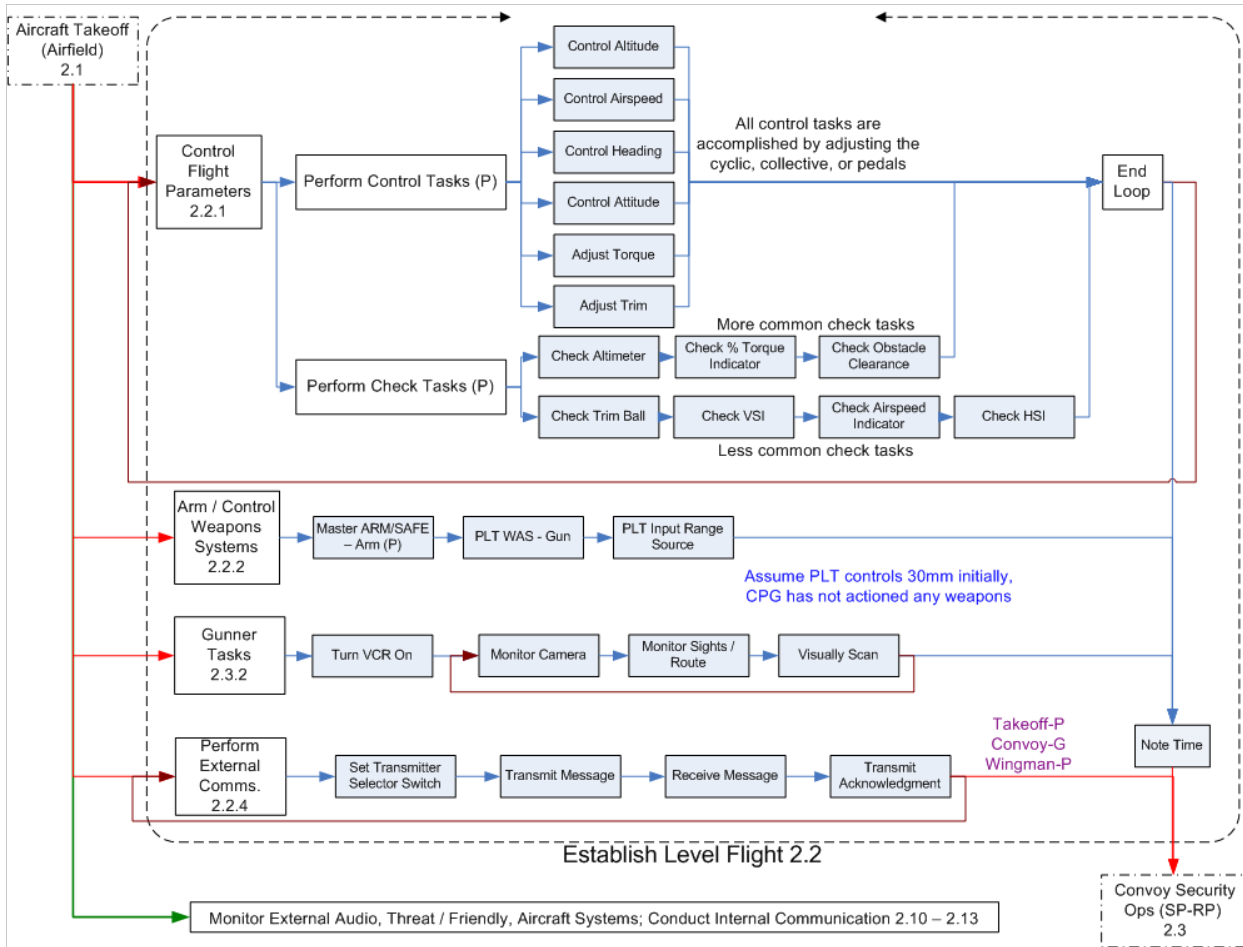 Aircraft Takeoff
(Airfield)
2.1
Control Altitude
Control Airspeed
Control Heading
Control Attitude
Adjust Torque
Adjust Trim
All control tasks are
accomplished by adjusting the
cyclic, collective, or pedals
Control
Flight
Parameters
2.2.1
Perform Control Tasks (P)
End
Loop
More common check tasks
Perform Check Tasks (P)
Check Altimeter
Check % Torque
Indicator
Check Obstacle
Clearance
Check Trim Ball
Check VSI
Check Airspeed
Indicator
Check HSI
Less common check tasks
Arm / Control
Weapons
Systems
2.2.2
Master ARM/SAFE
– Arm (P)
PLT WAS - Gun
PLT Input Range
Source
Assume PLT controls 30mm initially,
CPG has not actioned any weapons
Gunner
Tasks
2.3.2
Turn VCR On
Monitor Camera
Monitor Sights /
Route
Visually Scan
Perform
External
Comms.
2.2.4
Set Transmitter
Selector Switch
Transmit Message
Receive Message
Transmit
Acknowledgment
Takeoff-P
Convoy-G
Wingman-P
Note Time
Establish Level Flight 2.2
Monitor External Audio, Threat / Friendly, Aircraft Systems; Conduct Internal Communication 2.10 – 2.13
Convoy Security
Ops (SP-RP)
2.3